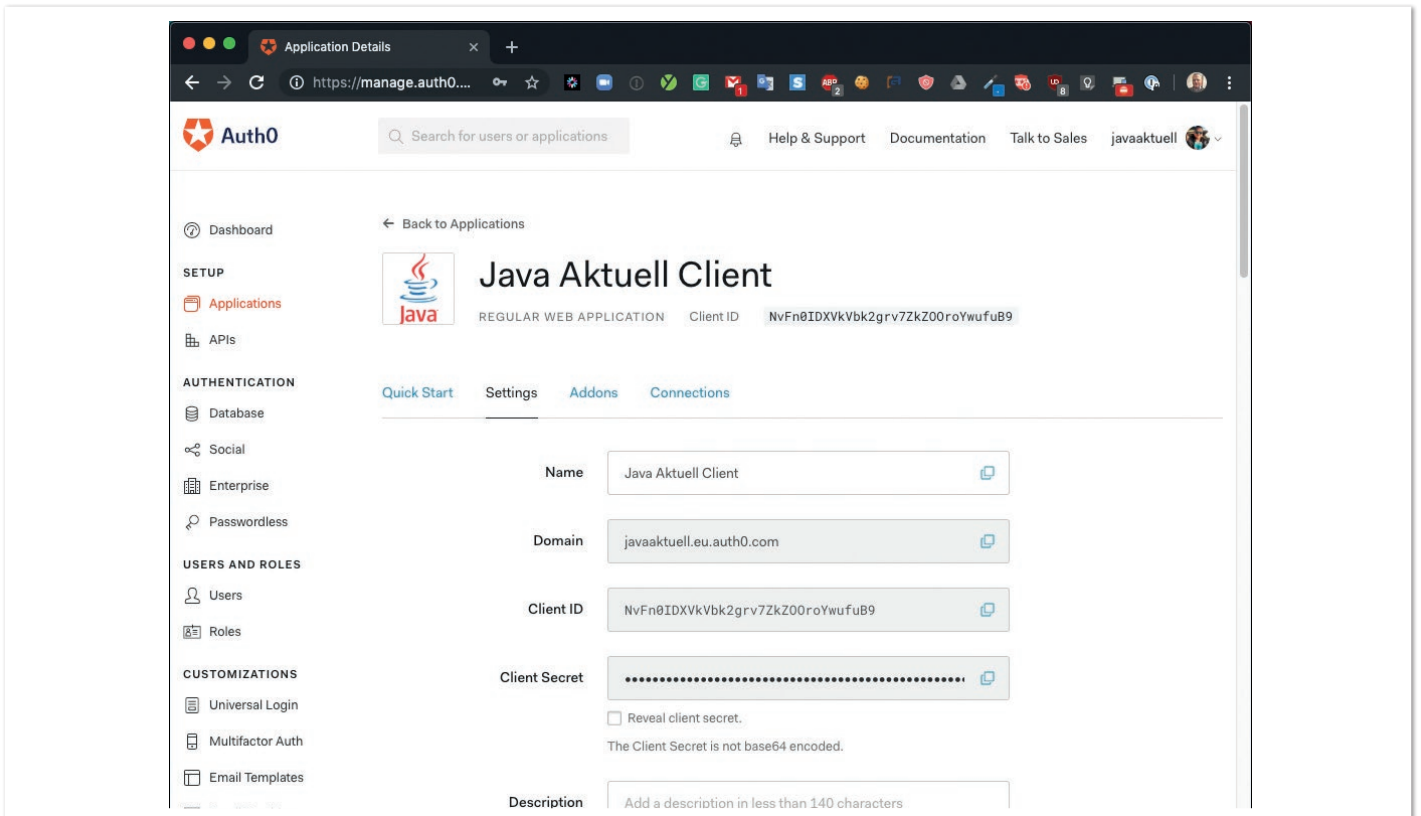 Application Details
https://manage.auth0....
Auth0
Search for users or applications
Help & Support
Documentation
Talk to Sales
javaaktuell
Dashboard
SETUP
Applications
APIs
AUTHENTICATION
Database
Social
Enterprise
Passwordless
USERS AND ROLES
Users
Roles
CUSTOMIZATIONS
Universal Login
Multifactor Auth
Email Templates
← Back to Applications
Java
Java Aktuell Client
REGULAR WEB APPLICATION Client ID NvFn0IDXVkVbk2grv7ZkZOOroYwufuB9
Quick Start Settings Addons Connections
Name
Java Aktuell Client
Domain
javaaktuell.eu.auth0.com
Client ID
NvFn0IDXVkVbk2grv7ZkZOOroYwufuB9
Client Secret
Reveal client secret.
The Client Secret is not base64 encoded.
Description
Add a description in less than 140 characters